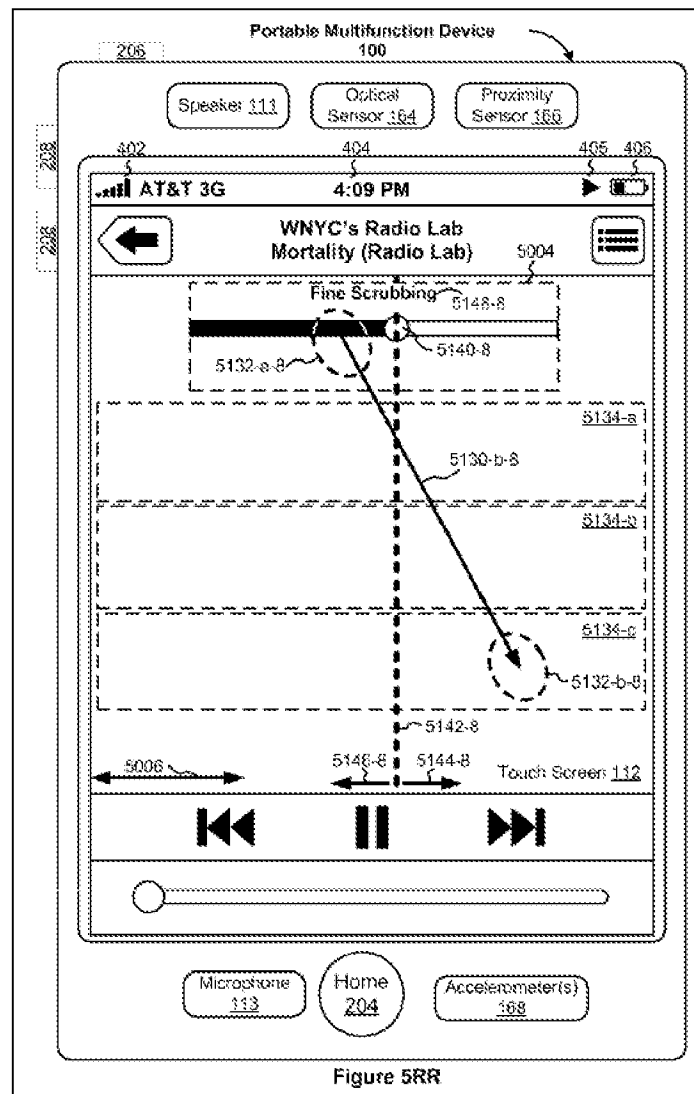 Portable Multifunction Device
100
206
Speaker 111
Optical
Sensor 164
Proximity
Sensor 166
208
402
404
405
406
AT&T 3G
4:09 PM
208
WNYC's Radio Lab
Mortality (Radio Lab)
5004
Fine Scrubbing
5148-8
5140-8
5132-a-8
5134-a
5130-b-8
5134-b
5134-c
5132-b-8
5142-8
5006
5146-8
5144-8
Touch Screen 112
Microphone
113
Home
204
Accelerometer(s)
168
Figure 5RR